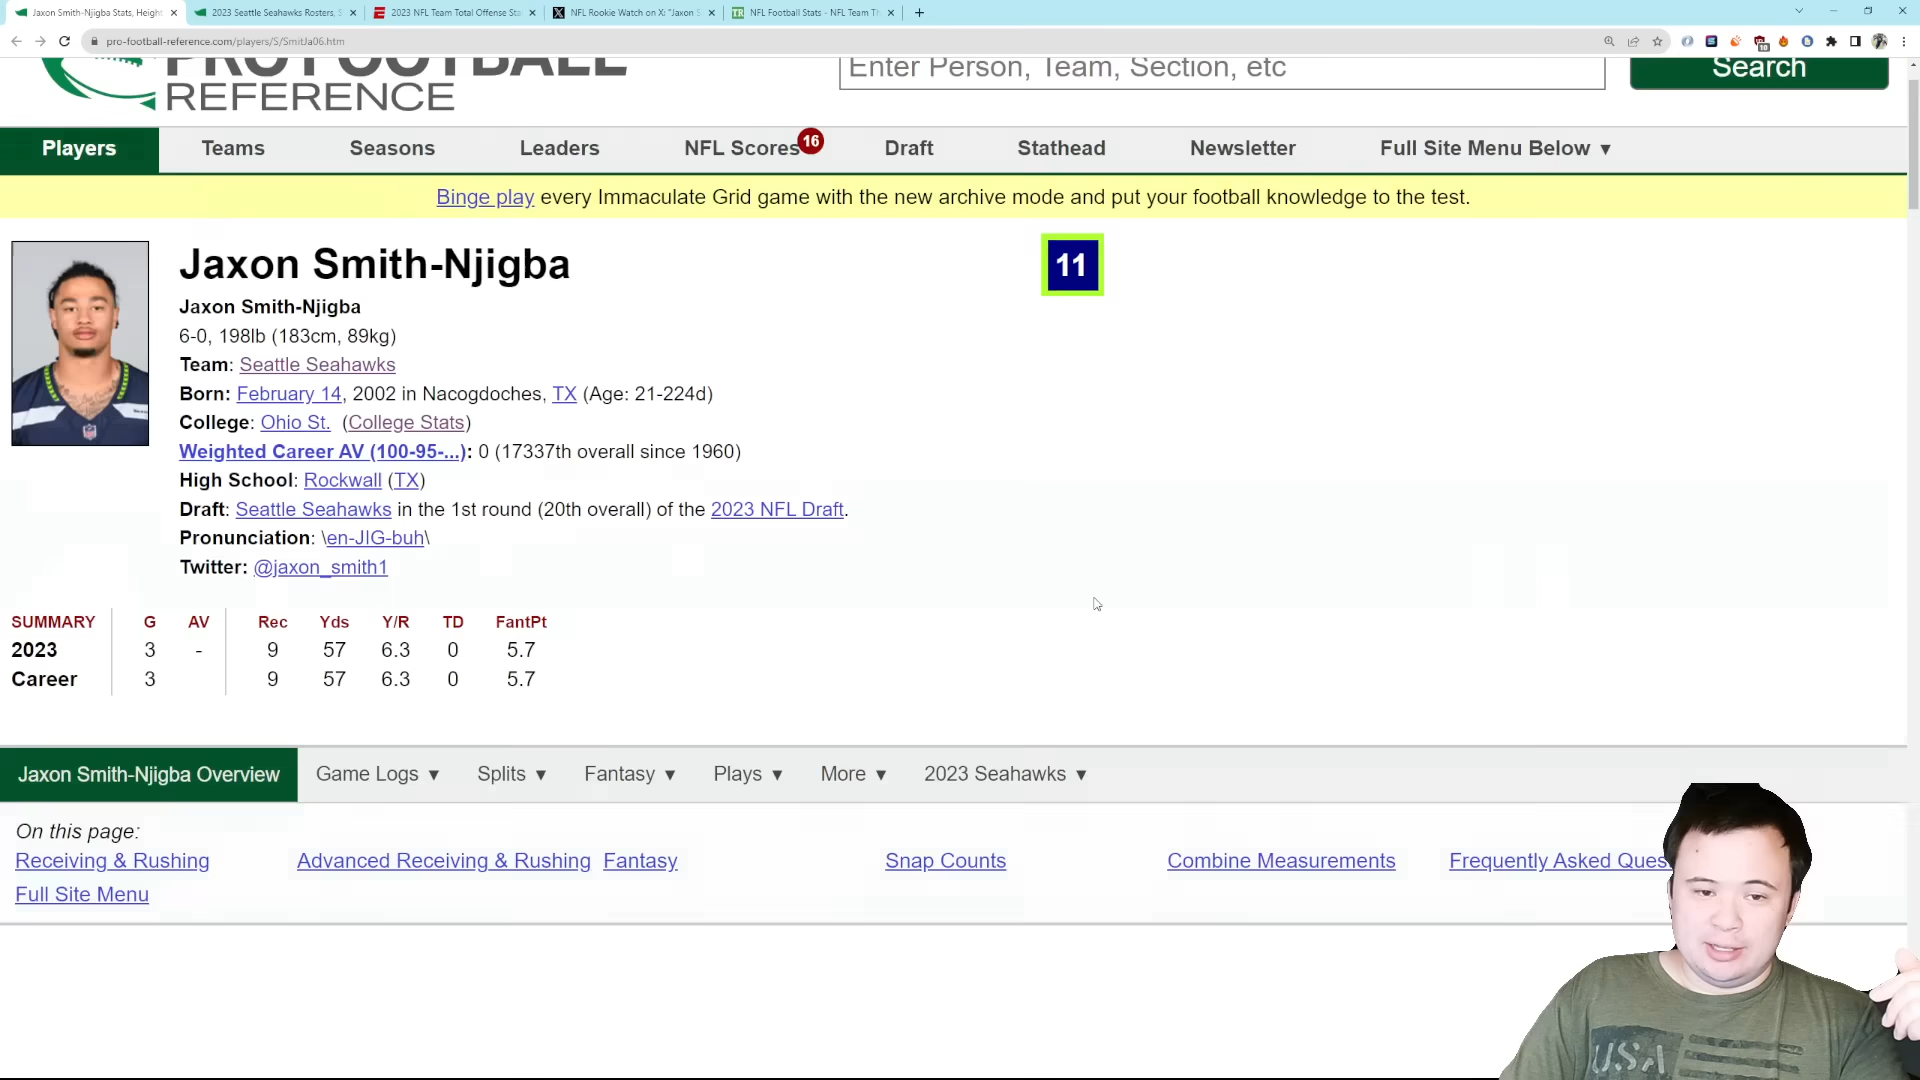 Jaxon Smith-Njigba Stats, Height
2023 Seattle Seahawks Rosters, S
2023 NFL Team Total Offense Sta
NFL Rookie Watch on X: "Jaxon S
NFL Football Stats - NFL Team T
pro-football-reference.com/players/S/SmitJa06.htm
PRO FOOTBALL
REFERENCE
Enter Person, Team, Section, etc
Search
Players
Teams
Seasons
Leaders
NFL Scores
16
Draft
Stathead
Newsletter
Full Site Menu Below ▼
Binge play every Immaculate Grid game with the new archive mode and put your football knowledge to the test.
Jaxon Smith-Njigba
11
Jaxon Smith-Njigba
6-0, 198lb (183cm, 89kg)
Team: Seattle Seahawks
Born: February 14, 2002 in Nacogdoches, TX (Age: 21-224d)
College: Ohio St. (College Stats)
Weighted Career AV (100-95-...): 0 (17337th overall since 1960)
High School: Rockwall (TX)
Draft: Seattle Seahawks in the 1st round (20th overall) of the 2023 NFL Draft.
Pronunciation: \en-JIG-buh\
Twitter: @jaxon_smith1
SUMMARY G AV Rec Yds Y/R TD FantPt
2023 3 - 9 57 6.3 0 5.7
Career 3 9 57 6.3 0 5.7
Jaxon Smith-Njigba Overview
Game Logs ▼
Splits ▼
Fantasy ▼
Plays ▼
More ▼
2023 Seahawks ▼
On this page:
Receiving & Rushing
Advanced Receiving & Rushing
Fantasy
Snap Counts
Combine Measurements
Frequently Asked Ques
Full Site Menu
USA